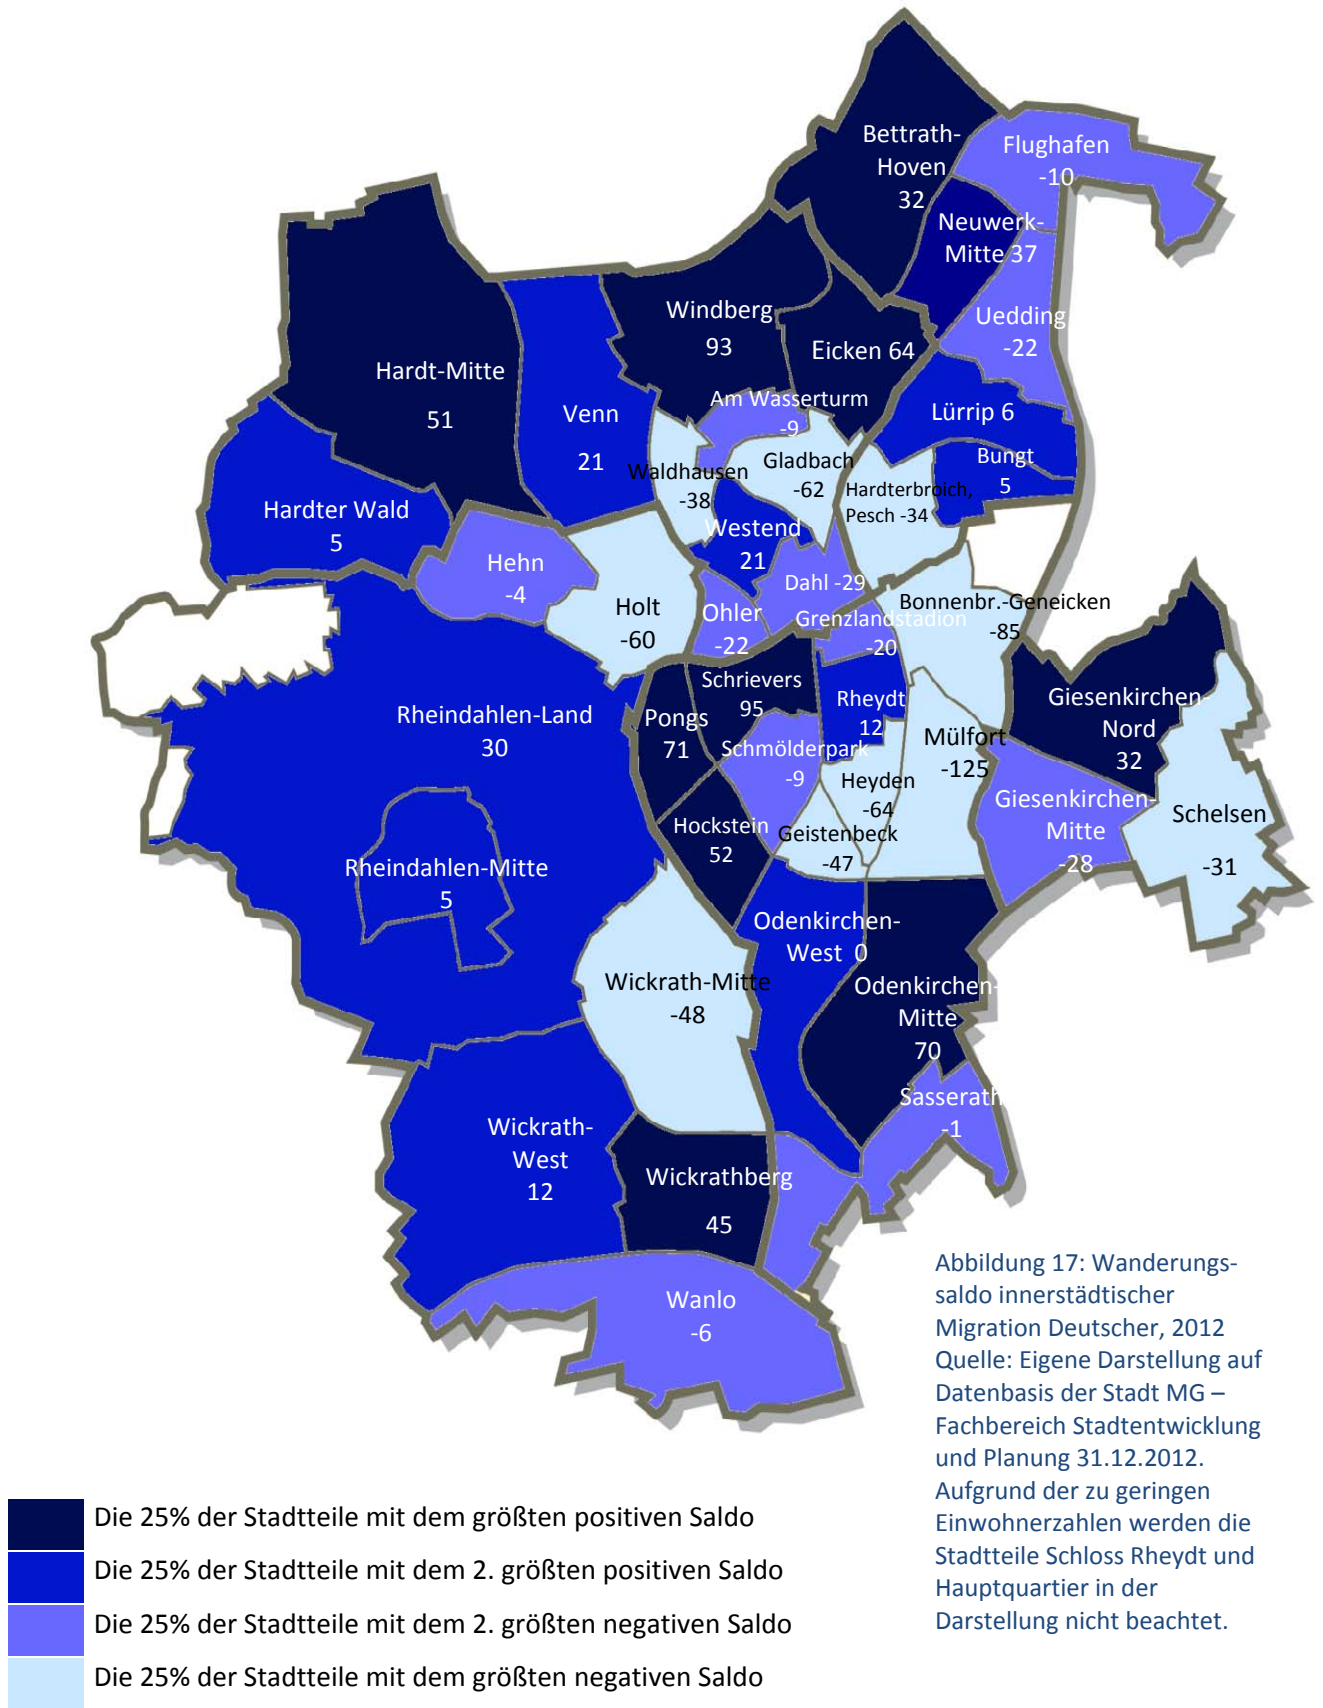 Bettrath-
Hoven
32
Flughafen
-10
Neuwerk-
Mitte 37
Uedding
-22
Windberg
93
Eicken 64
Hardt-Mitte
51
Am Wasserturm
-9
Venn
21
Lürrip 6
Bungt
5
Waldhausen
-38
Gladbach
-62
Hardterbroich,
Pesch -34
Hardter Wald
5
Westend
21
Hehn
-4
Dahl -29
Holt
-60
Ohler
-22
Grenzlandstadion
-20
Bonnenbr.-Geneicken
-85
Schrievers
95
Rheydt
12
Giesenkirchen
Nord
32
Rheindahlen-Land
30
Pongs
71
Schmölderpark
-9
Mülfort
-125
Heyden
-64
Giesenkirchen-
Mitte
-28
Schelsen
-31
Hockstein
52
Geistenbeck
-47
Rheindahlen-Mitte
5
Odenkirchen-
West 0
Wickrath-Mitte
-48
Odenkirchen-
Mitte
70
Sasserath
-1
Wickrath-
West
12
Wickrathberg
45
Wanlo
-6
Abbildung 17: Wanderungs-
saldo innerstädtischer
Migration Deutscher, 2012
Quelle: Eigene Darstellung auf
Datenbasis der Stadt MG –
Fachbereich Stadtentwicklung
und Planung 31.12.2012.
Aufgrund der zu geringen
Einwohnerzahlen werden die
Stadtteile Schloss Rheydt und
Hauptquartier in der
Darstellung nicht beachtet.
Die 25% der Stadtteile mit dem größten positiven Saldo
Die 25% der Stadtteile mit dem 2. größten positiven Saldo
Die 25% der Stadtteile mit dem 2. größten negativen Saldo
Die 25% der Stadtteile mit dem größten negativen Saldo